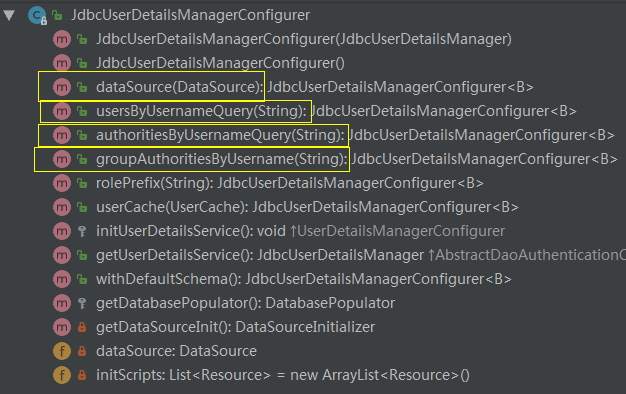 JdbcUserDetailsManagerConfigurer
JdbcUserDetailsManagerConfigurer(JdbcUserDetailsManager)
JdbcUserDetailsManagerConfigurer()
dataSource(DataSource): JdbcUserDetailsManagerConfigurer<B>
usersByUsernameQuery(String): JdbcUserDetailsManagerConfigurer<B>
authoritiesByUsernameQuery(String): JdbcUserDetailsManagerConfigurer<B>
groupAuthoritiesByUsername(String): JdbcUserDetailsManagerConfigurer<B>
rolePrefix(String): JdbcUserDetailsManagerConfigurer<B>
userCache(UserCache): JdbcUserDetailsManagerConfigurer<B>
initUserDetailsService(): void ↑UserDetailsManagerConfigurer
getUserDetailsService(): JdbcUserDetailsManager ↑AbstractDaoAuthenticationC
withDefaultSchema(): JdbcUserDetailsManagerConfigurer<B>
getDatabasePopulator(): DatabasePopulator
getDataSourceInit(): DataSourceInitializer
dataSource: DataSource
initScripts: List<Resource> = new ArrayList<Resource>()